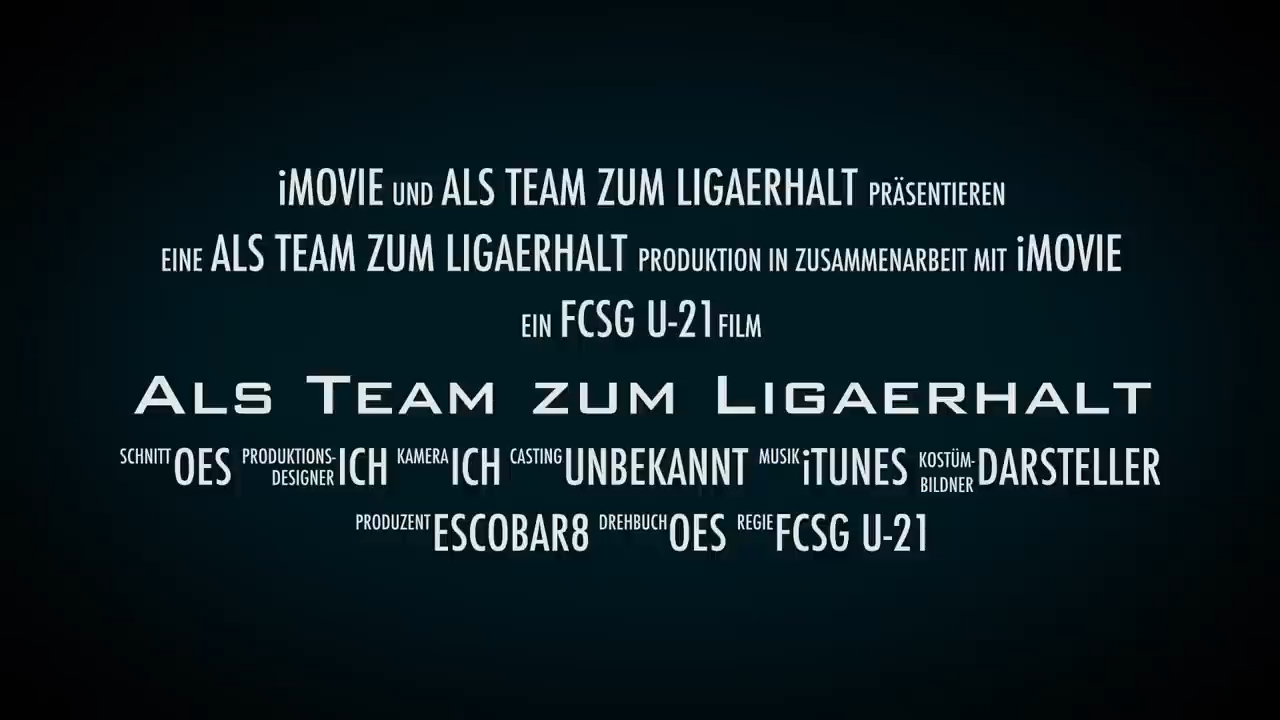 iMOVIE UND ALS TEAM ZUM LIGAERHALT PRÄSENTIEREN
EINE ALS TEAM ZUM LIGAERHALT PRODUKTION IN ZUSAMMENARBEIT MIT iMOVIE
EIN FCSG U-21 FILM
ALS TEAM ZUM LIGAERHALT
SCHNITT OES PRODUKTIONS-DESIGNER ICH KAMERA ICH CASTING UNBEKANNT MUSIK iTUNES KOSTÜM-BILDNER DARSTELLER
PRODUZENT ESCOBAR8 DREHBUCH OES REGIE FCSG U-21